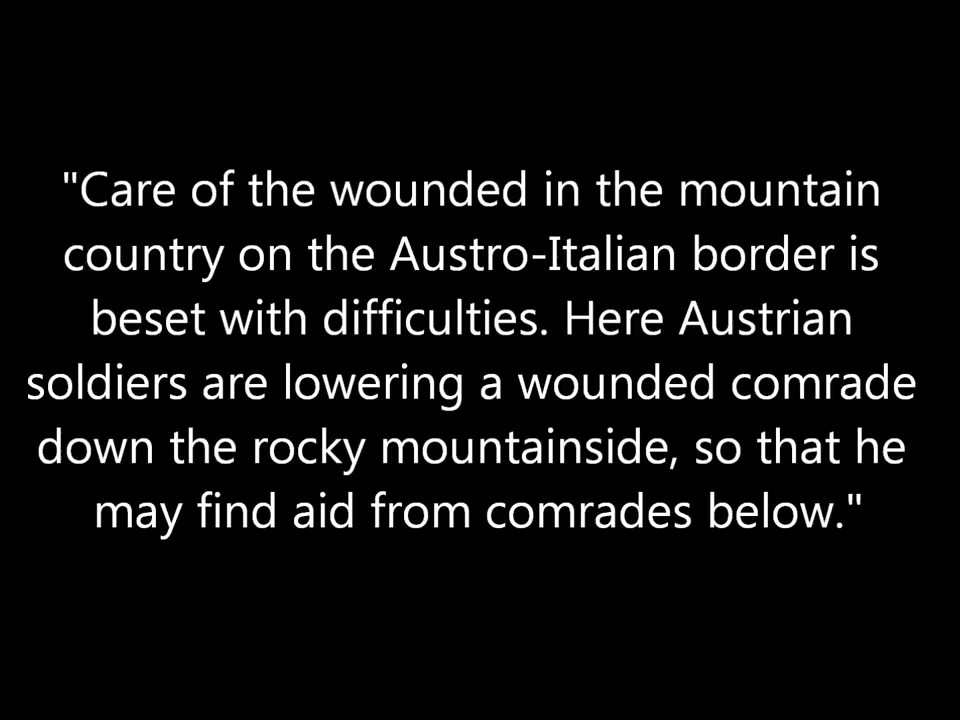 "Care of the wounded in the mountain
country on the Austro-Italian border is
beset with difficulties. Here Austrian
soldiers are lowering a wounded comrade
down the rocky mountainside, so that he
may find aid from comrades below."